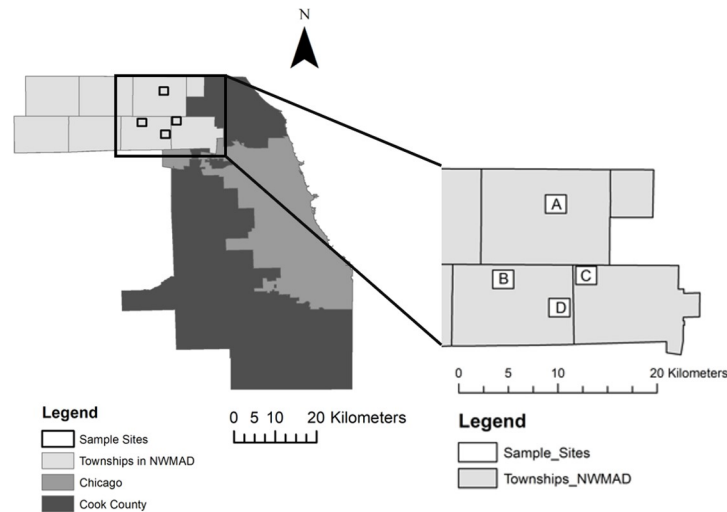 N
A
B
C
D
0 5 10 20 Kilometers
Legend
Sample_Sites
Townships_NWMAD
Legend
Sample Sites
Townships in NWMAD
Chicago
Cook County
0 5 10 20 Kilometers